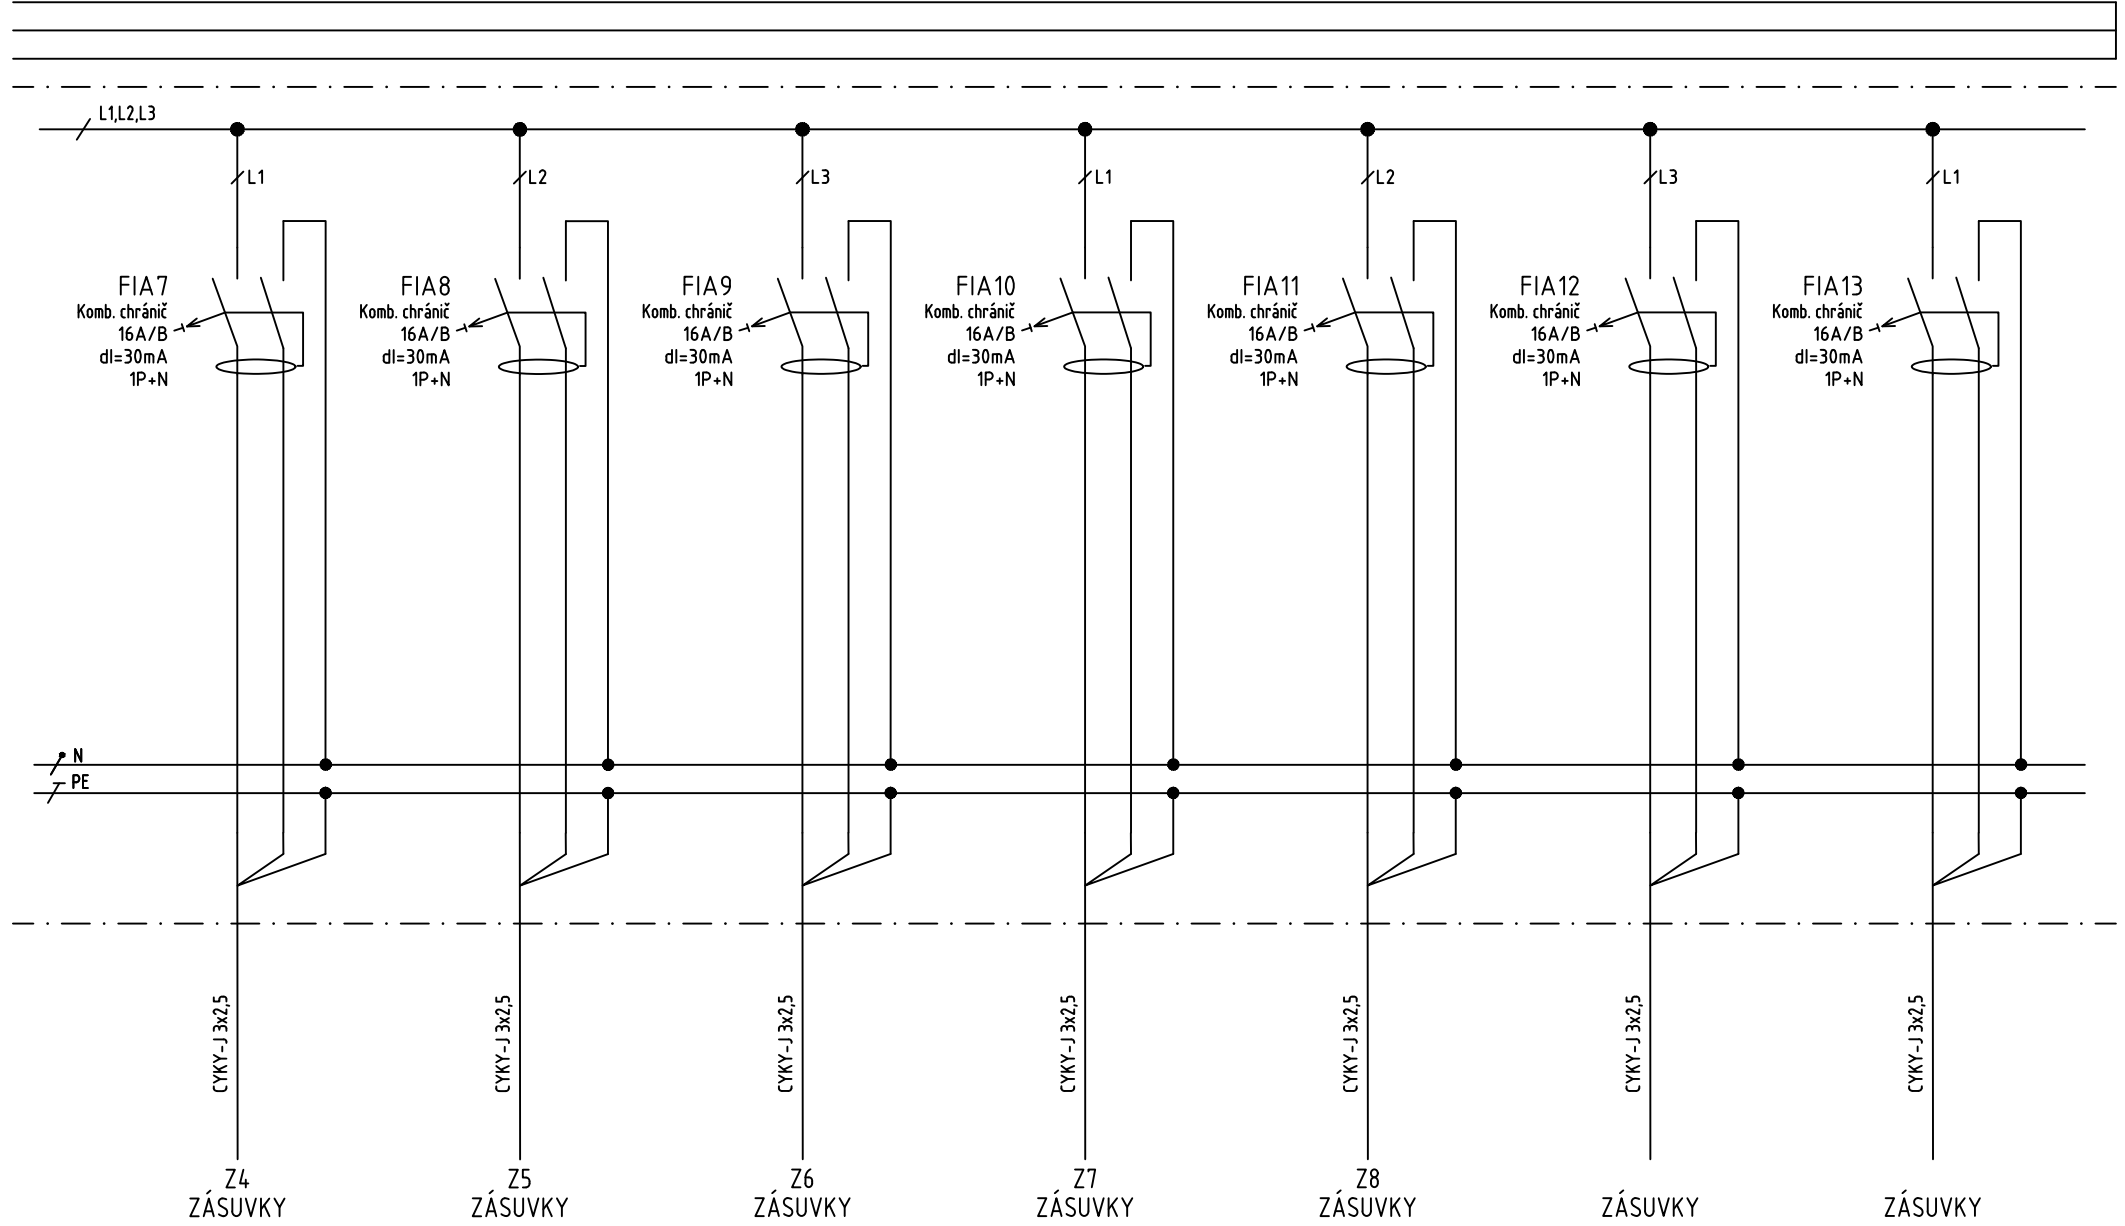 L1,L2,L3
L1
L2
L3
L1
L2
L3
L1
FIA7
Komb. chránič
16A/B
dI=30mA
1P+N
FIA8
Komb. chránič
16A/B
dI=30mA
1P+N
FIA9
Komb. chránič
16A/B
dI=30mA
1P+N
FIA10
Komb. chránič
16A/B
dI=30mA
1P+N
FIA11
Komb. chránič
16A/B
dI=30mA
1P+N
FIA12
Komb. chránič
16A/B
dI=30mA
1P+N
FIA13
Komb. chránič
16A/B
dI=30mA
1P+N
N
PE
CYKY-J 3x2,5
CYKY-J 3x2,5
CYKY-J 3x2,5
CYKY-J 3x2,5
CYKY-J 3x2,5
CYKY-J 3x2,5
CYKY-J 3x2,5
Z4
ZÁSUVKY
Z5
ZÁSUVKY
Z6
ZÁSUVKY
Z7
ZÁSUVKY
Z8
ZÁSUVKY
ZÁSUVKY
ZÁSUVKY